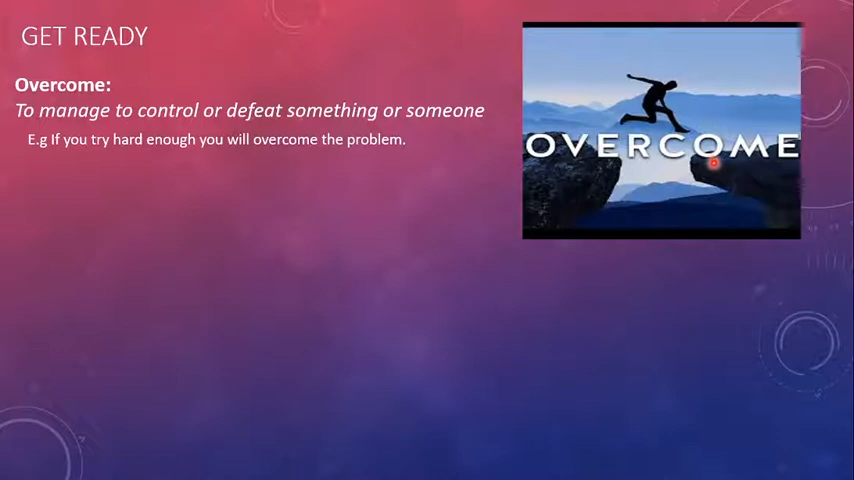 GET READY
Overcome:
To manage to control or defeat something or someone
E.g If you try hard enough you will overcome the problem.
OVERCOME